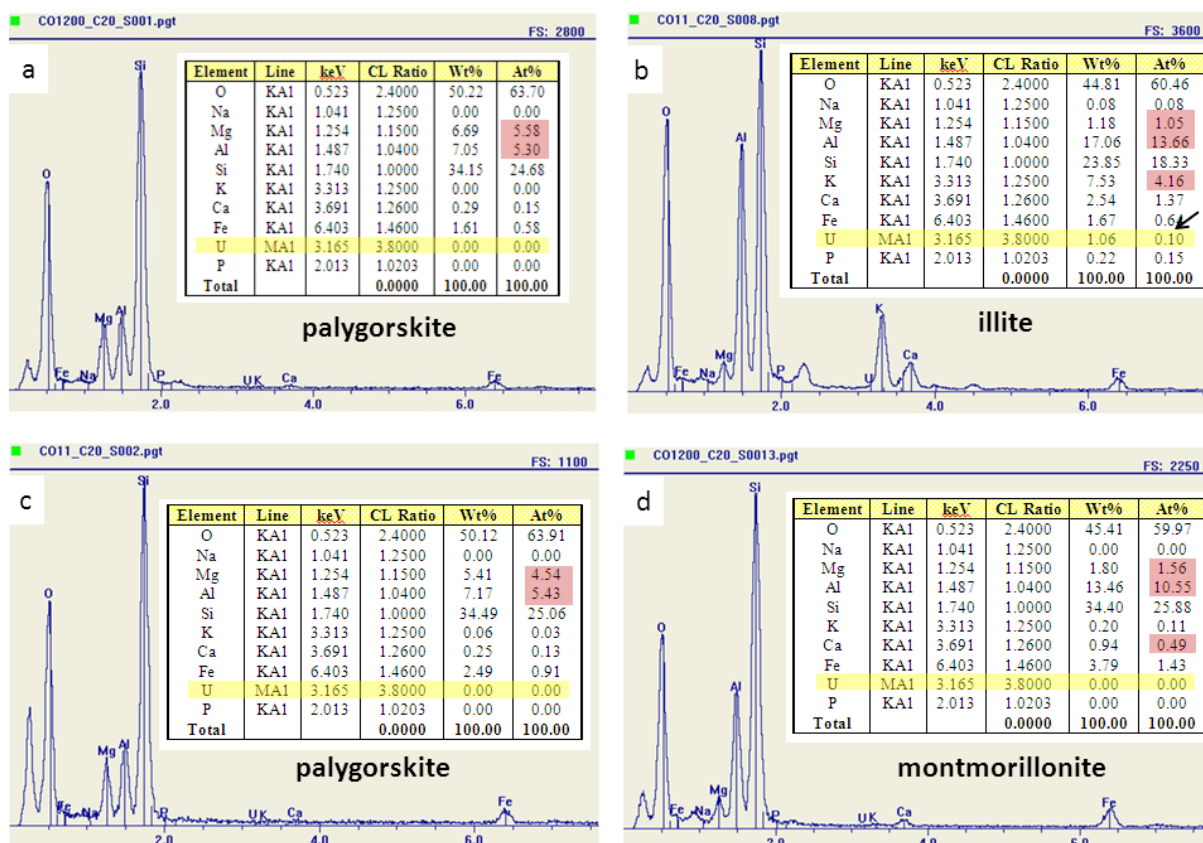 CO1200_C20_S001.pgt
FS: 2800
a
Element Line keV CL Ratio Wt% At%
O KA1 0.523 2.4000 50.22 63.70
Na KA1 1.041 1.2500 0.00 0.00
Mg KA1 1.254 1.1500 6.69 5.58
Al KA1 1.487 1.0400 7.05 5.30
Si KA1 1.740 1.0000 34.15 24.68
K KA1 3.313 1.2500 0.00 0.00
Ca KA1 3.691 1.2600 0.29 0.15
Fe KA1 6.403 1.4600 1.61 0.58
U MA1 3.165 3.8000 0.00 0.00
P KA1 2.013 1.0203 0.00 0.00
Total 0.0000 100.00 100.00
Si
O
Mg Al
Fe Na P UK Ca Fe
palygorskite
2.0 4.0 6.0
CO11_C20_S008.pgt
FS: 3600
b
Element Line keV CL Ratio Wt% At%
O KA1 0.523 2.4000 44.81 60.46
Na KA1 1.041 1.2500 0.08 0.08
Mg KA1 1.254 1.1500 1.18 1.05
Al KA1 1.487 1.0400 17.06 13.66
Si KA1 1.740 1.0000 23.85 18.33
K KA1 3.313 1.2500 7.53 4.16
Ca KA1 3.691 1.2600 2.54 1.37
Fe KA1 6.403 1.4600 1.67
U MA1 3.165 3.8000 1.06 0.10
P KA1 2.013 1.0203 0.22 0.15
Total 0.0000 100.00 100.00
Si
O
Al
K
Mg Ca
Fe Na P U Fe
illite
2.0 4.0 6.0
CO11_C20_S002.pgt
FS: 1100
c
Element Line keV CL Ratio Wt% At%
O KA1 0.523 2.4000 50.12 63.91
Na KA1 1.041 1.2500 0.00 0.00
Mg KA1 1.254 1.1500 5.41 4.54
Al KA1 1.487 1.0400 7.17 5.43
Si KA1 1.740 1.0000 34.49 25.06
K KA1 3.313 1.2500 0.06 0.03
Ca KA1 3.691 1.2600 0.25 0.13
Fe KA1 6.403 1.4600 2.49 0.91
U MA1 3.165 3.8000 0.00 0.00
P KA1 2.013 1.0203 0.00 0.00
Total 0.0000 100.00 100.00
Si
O
Mg Al
Fe Na P UK Ca Fe
palygorskite
2.0 4.0 6.0
CO1200_C20_S0013.pgt
FS: 2250
d
Element Line keV CL Ratio Wt% At%
O KA1 0.523 2.4000 45.41 59.97
Na KA1 1.041 1.2500 0.00 0.00
Mg KA1 1.254 1.1500 1.80 1.56
Al KA1 1.487 1.0400 13.46 10.55
Si KA1 1.740 1.0000 34.40 25.88
K KA1 3.313 1.2500 0.20 0.11
Ca KA1 3.691 1.2600 0.94 0.49
Fe KA1 6.403 1.4600 3.79 1.43
U MA1 3.165 3.8000 0.00 0.00
P KA1 2.013 1.0203 0.00 0.00
Total 0.0000 100.00 100.00
Si
O
Al
Mg
Fe Na P UK Ca Fe
montmorillonite
2.0 4.0 6.0